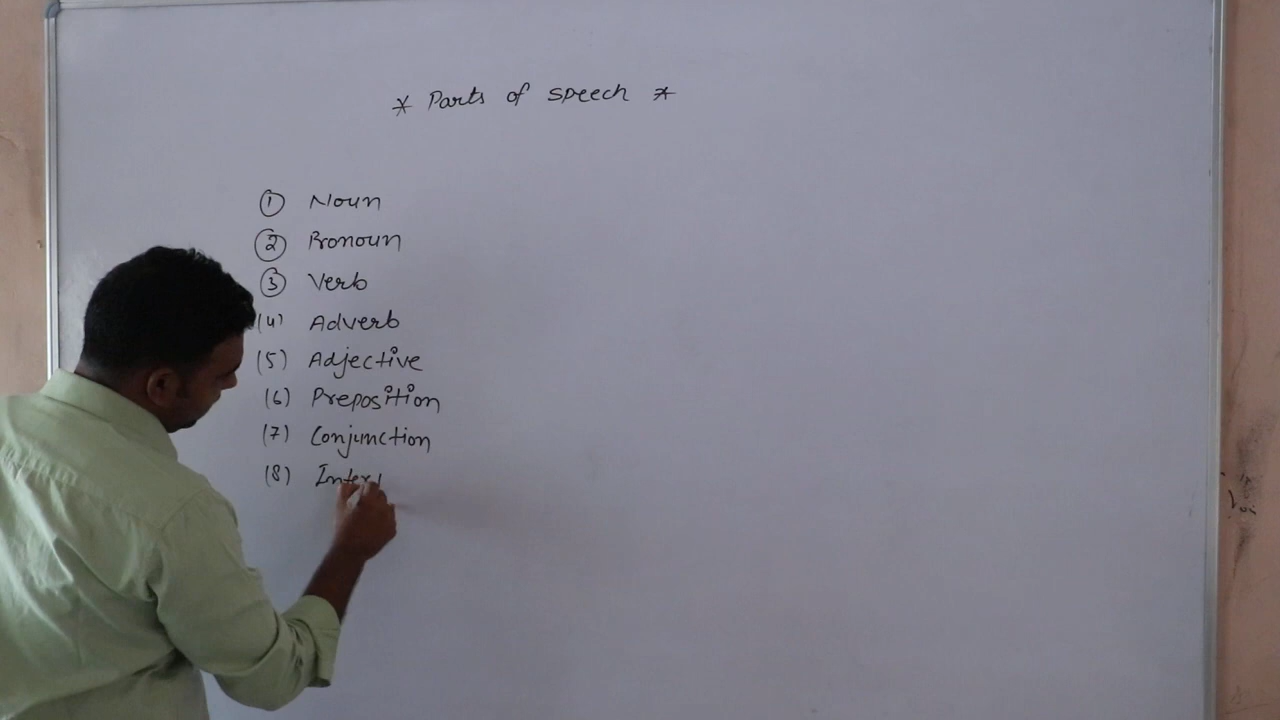 * Parts of speech *
① Noun
② Pronoun
③ Verb
(4) Adverb
(5) Adjective
(6) Preposition
(7) Conjunction
(8) Inter